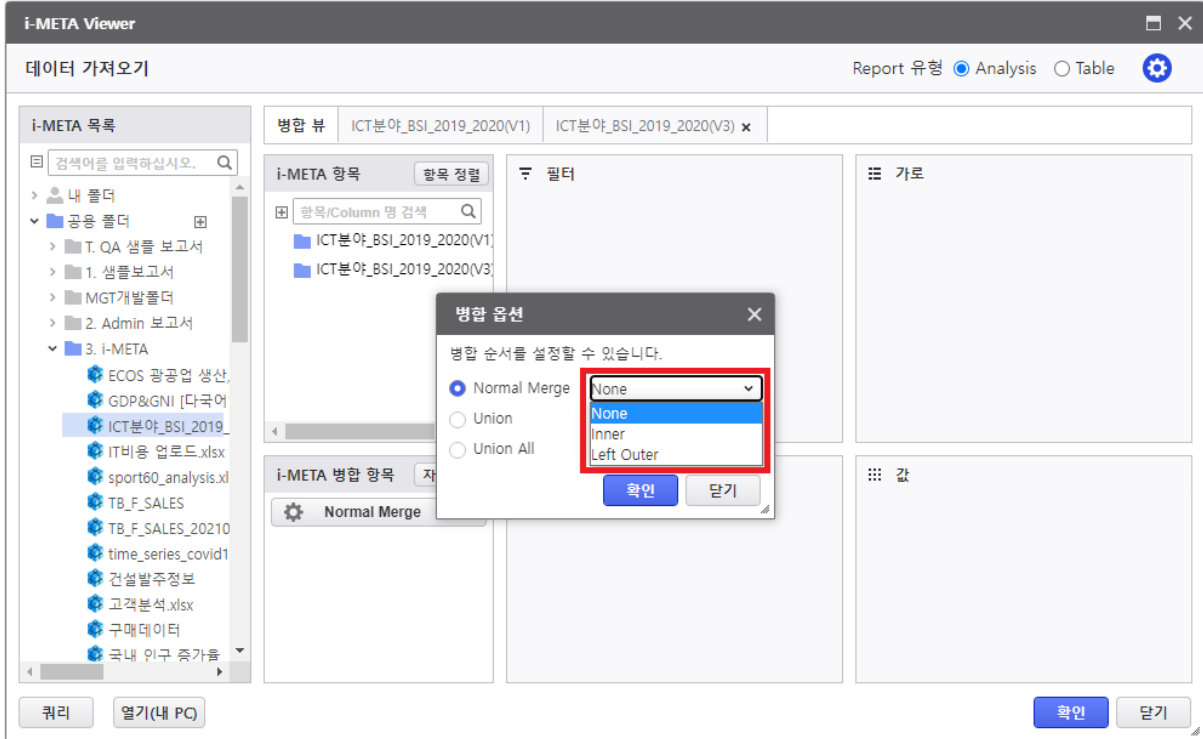 i-META Viewer
데이터 가져오기
Report 유형 Analysis Table
i-META 목록
검색어를 입력하십시오.
내 폴더
공용 폴더
T. QA 샘플 보고서
1. 샘플보고서
MGT개발폴더
2. Admin 보고서
3. i-META
ECOS 광공업 생산,
GDP&GNI [다국어
ICT분야_BSI_2019_
IT비용 업로드.xlsx
sport60_analysis.xl
TB_F_SALES
TB_F_SALES_20210
time_series_covid1
건설발주정보
고객분석.xlsx
구매데이터
국내 인구 증가율
병합 뷰 ICT분야_BSI_2019_2020(V1) ICT분야_BSI_2019_2020(V3)
i-META 항목 항목 정렬
항목/Column 명 검색
ICT분야_BSI_2019_2020(V1)
ICT분야_BSI_2019_2020(V3)
필터
가로
병합 옵션
병합 순서를 설정할 수 있습니다.
Normal Merge None
Union
Union All
None
Inner
Left Outer
확인 닫기
i-META 병합 항목 자
Normal Merge
값
쿼리 열기(내 PC)
확인 닫기